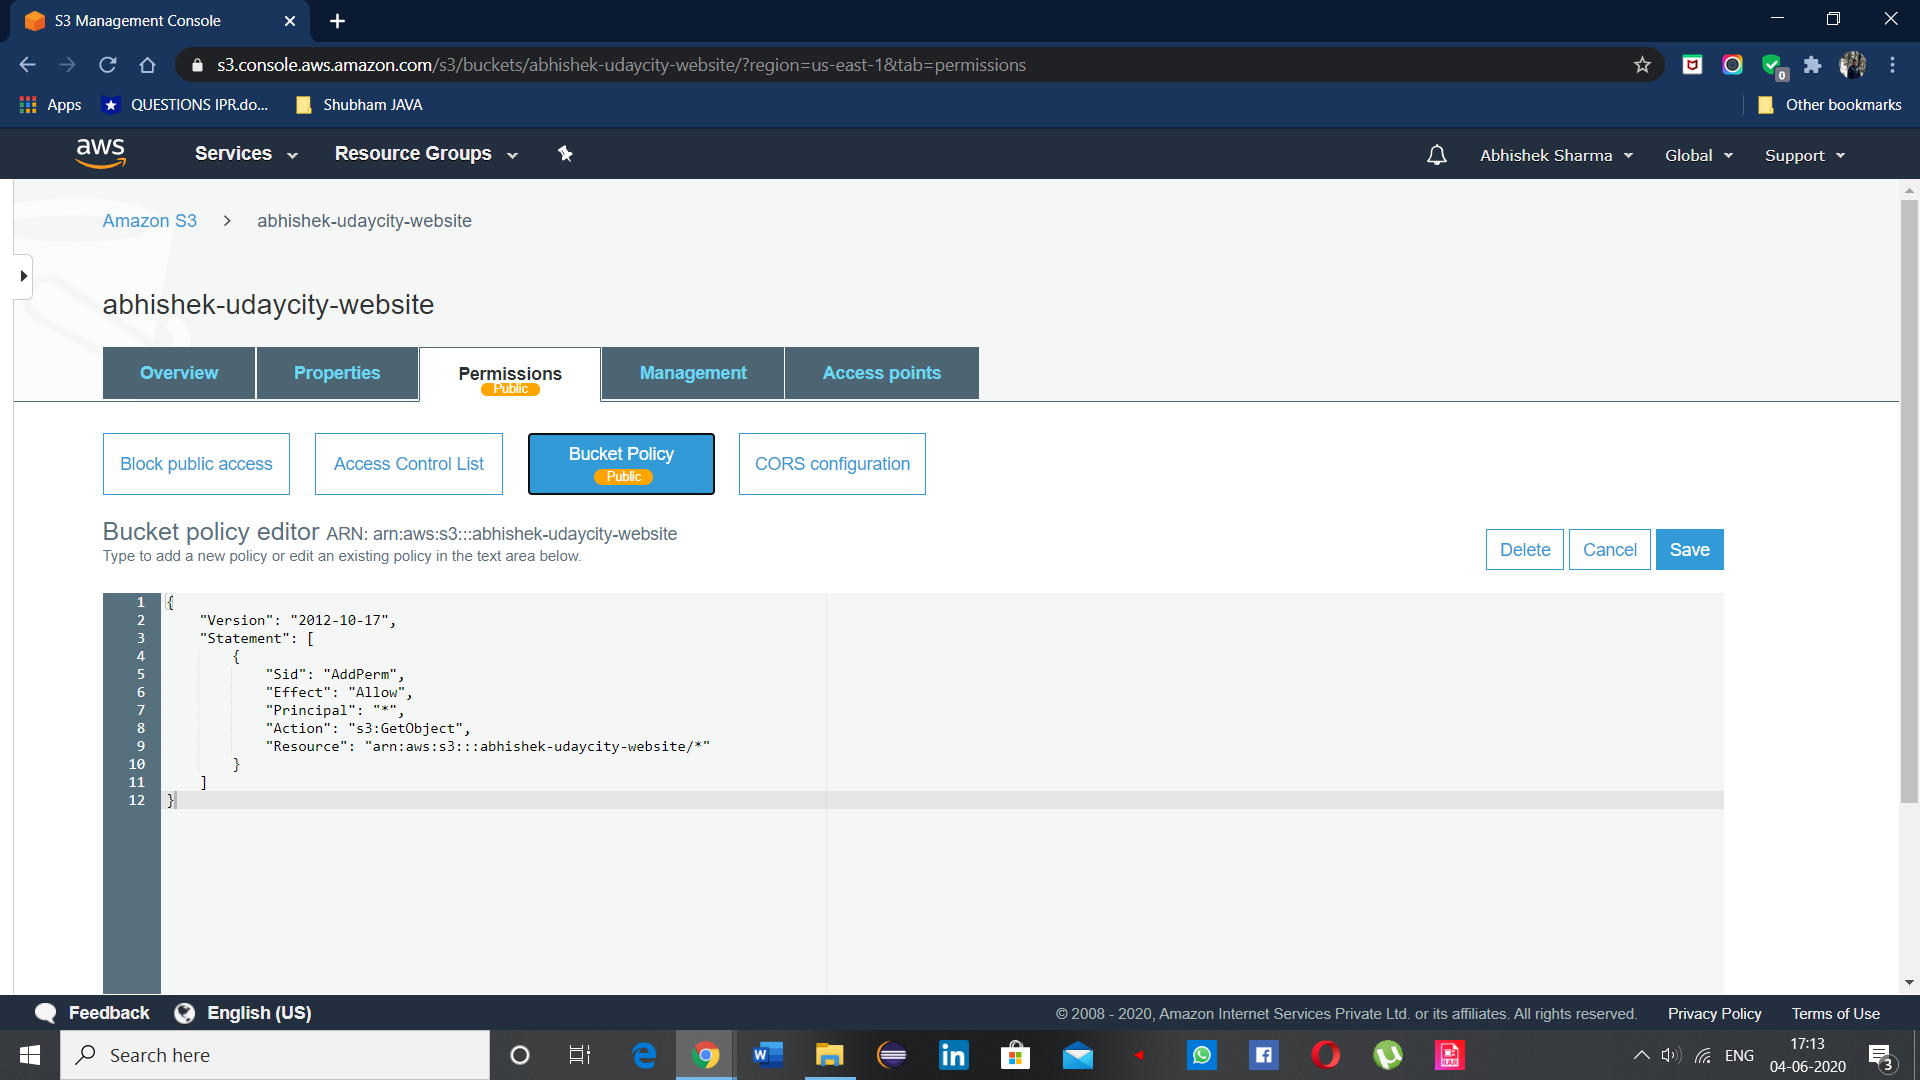 S3 Management Console
s3.console.aws.amazon.com/s3/buckets/abhishek-udaycity-website/?region=us-east-1&tab=permissions
0
Apps
QUESTIONS IPR.do...
Shubham JAVA
Other bookmarks
aws
Services
Resource Groups
Abhishek Sharma
Global
Support
Amazon S3 > abhishek-udaycity-website
abhishek-udaycity-website
Overview
Properties
Permissions
Public
Management
Access points
Block public access
Access Control List
Bucket Policy
Public
CORS configuration
Bucket policy editor ARN: arn:aws:s3:::abhishek-udaycity-website
Type to add a new policy or edit an existing policy in the text area below.
Delete
Cancel
Save
1 {
2 "Version": "2012-10-17",
3 "Statement": [
4 {
5 "Sid": "AddPerm",
6 "Effect": "Allow",
7 "Principal": "*",
8 "Action": "s3:GetObject",
9 "Resource": "arn:aws:s3:::abhishek-udaycity-website/*"
10 }
11 ]
12 }
Feedback
English (US)
© 2008 - 2020, Amazon Internet Services Private Ltd. or its affiliates. All rights reserved.
Privacy Policy
Terms of Use
Search here
ENG
17:13
04-06-2020
3